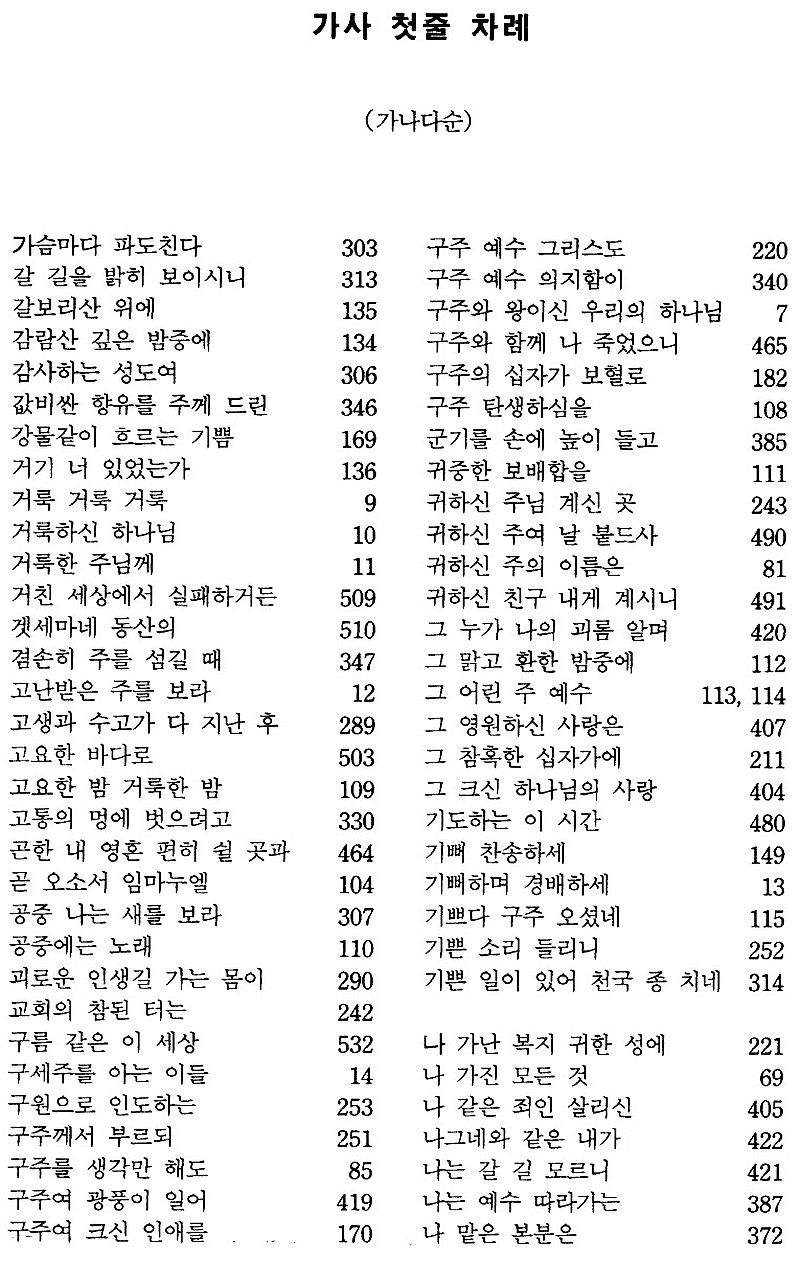 가사 첫줄 차례
(가나다순)
가슴마다 파도친다 303
갈 길을 밝히 보이시니 313
갈보리산 위에 135
감람산 깊은 밤중에 134
감사하는 성도여 306
값비싼 향유를 주께 드린 346
강물같이 흐르는 기쁨 169
거기 너 있었는가 136
거룩 거룩 거룩 9
거룩하신 하나님 10
거룩한 주님께 11
거친 세상에서 실패하거든 509
겟세마네 동산의 510
겸손히 주를 섬길 때 347
고난받은 주를 보라 12
고생과 수고가 다 지난 후 289
고요한 바다로 503
고요한 밤 거룩한 밤 109
고통의 멍에 벗으려고 330
곤한 내 영혼 편히 쉴 곳과 464
곧 오소서 임마누엘 104
공중 나는 새를 보라 307
공중에는 노래 110
괴로운 인생길 가는 몸이 290
교회의 참된 터는 242
구름 같은 이 세상 532
구세주를 아는 이들 14
구원으로 인도하는 253
구주께서 부르되 251
구주를 생각만 해도 85
구주여 광풍이 일어 419
구주여 크신 인애를 170
구주 예수 그리스도 220
구주 예수 의지함이 340
구주와 왕이신 우리의 하나님 7
구주와 함께 나 죽었으니 465
구주의 십자가 보혈로 182
구주 탄생하심을 108
군기를 손에 높이 들고 385
귀중한 보배합을 111
귀하신 주님 계신 곳 243
귀하신 주여 날 붙드사 490
귀하신 주의 이름은 81
귀하신 친구 내게 계시니 491
그 누가 나의 괴롬 알며 420
그 맑고 환한 밤중에 112
그 어린 주 예수 113, 114
그 영원하신 사랑은 407
그 참혹한 십자가에 211
그 크신 하나님의 사랑 404
기도하는 이 시간 480
기뻐 찬송하세 149
기뻐하며 경배하세 13
기쁘다 구주 오셨네 115
기쁜 소리 들리니 252
기쁜 일이 있어 천국 종 치네 314
나 가난 복지 귀한 성에 221
나 가진 모든 것 69
나 같은 죄인 살리신 405
나그네와 같은 내가 422
나는 갈 길 모르니 421
나는 예수 따라가는 387
나 맡은 본분은 372